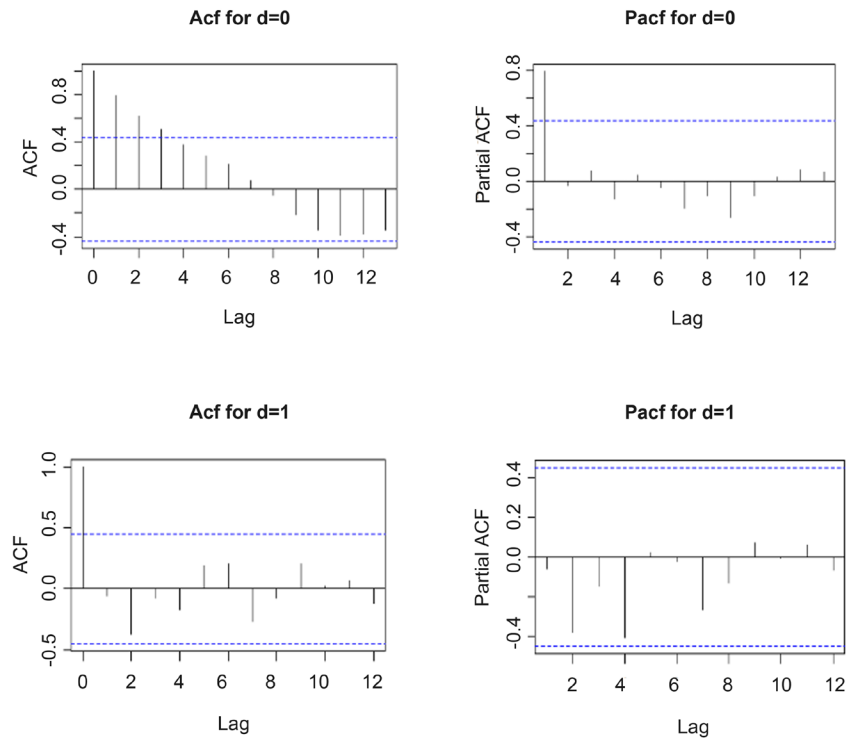 Acf for d=0
ACF
-0.4 0.0 0.4 0.8
0 2 4 6 8 10 12
Lag
Pacf for d=0
Partial ACF
-0.4 0.0 0.4 0.8
2 4 6 8 10 12
Lag
Acf for d=1
ACF
-0.5 0.0 0.5 1.0
0 2 4 6 8 10 12
Lag
Pacf for d=1
Partial ACF
-0.4 0.0 0.2 0.4
2 4 6 8 10 12
Lag